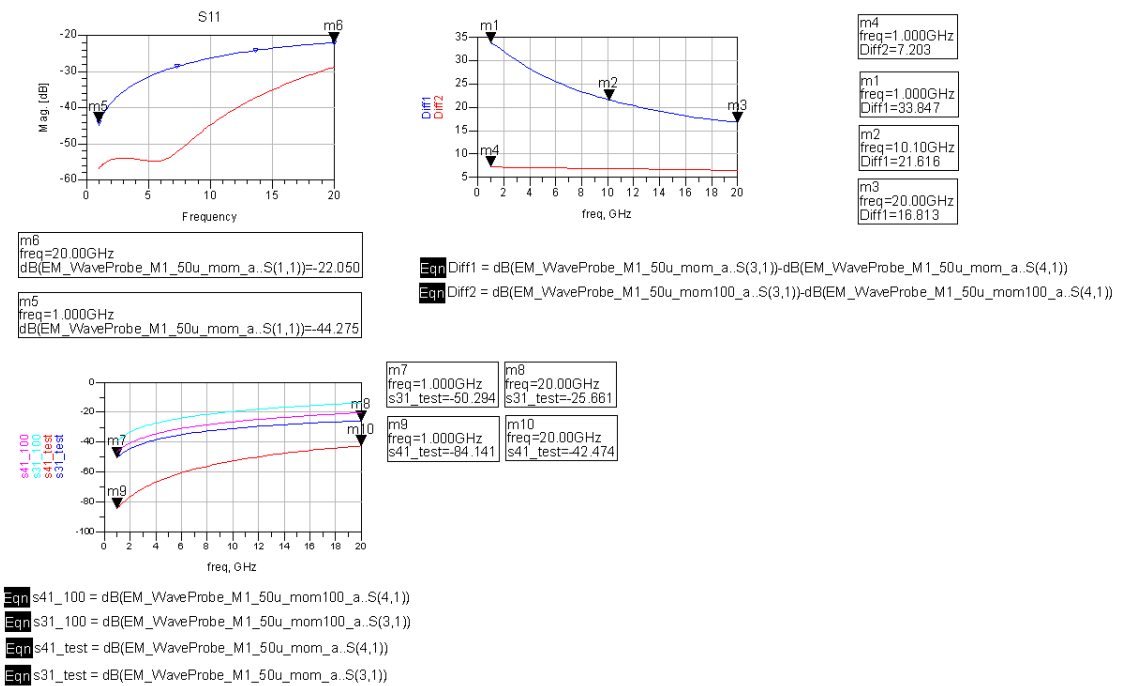 S11
m6
-20
-30
-40
-50
-60
m5
0
5
10
15
20
Mag. [dB]
Frequency
m1
m2
m3
m4
35
30
25
20
15
10
5
0
2
4
6
8
10
12
14
16
18
20
Diff1
Diff2
freq, GHz
m4
freq=1.000GHz
Diff2=7.203
m1
freq=1.000GHz
Diff1=33.847
m2
freq=10.10GHz
Diff1=21.616
m3
freq=20.00GHz
Diff1=16.813
m6
freq=20.00GHz
dB(EM_WaveProbe_M1_50u_mom_a..S(1,1))=-22.050
m5
freq=1.000GHz
dB(EM_WaveProbe_M1_50u_mom_a..S(1,1))=-44.275
Eqn Diff1 = dB(EM_WaveProbe_M1_50u_mom_a..S(3,1))-dB(EM_WaveProbe_M1_50u_mom_a..S(4,1))
Eqn Diff2 = dB(EM_WaveProbe_M1_50u_mom100_a..S(3,1))-dB(EM_WaveProbe_M1_50u_mom100_a..S(4,1))
0
-20
-40
-60
-80
-100
m7
m8
m9
m10
0
2
4
6
8
10
12
14
16
18
20
s41_100
s31_100
s41_test
s31_test
freq, GHz
m7
freq=1.000GHz
s31_test=-50.294
m8
freq=20.00GHz
s31_test=-25.661
m9
freq=1.000GHz
s41_test=-84.141
m10
freq=20.00GHz
s41_test=-42.474
Eqn s41_100 = dB(EM_WaveProbe_M1_50u_mom100_a..S(4,1))
Eqn s31_100 = dB(EM_WaveProbe_M1_50u_mom100_a..S(3,1))
Eqn s41_test = dB(EM_WaveProbe_M1_50u_mom_a..S(4,1))
Eqn s31_test = dB(EM_WaveProbe_M1_50u_mom_a..S(3,1))